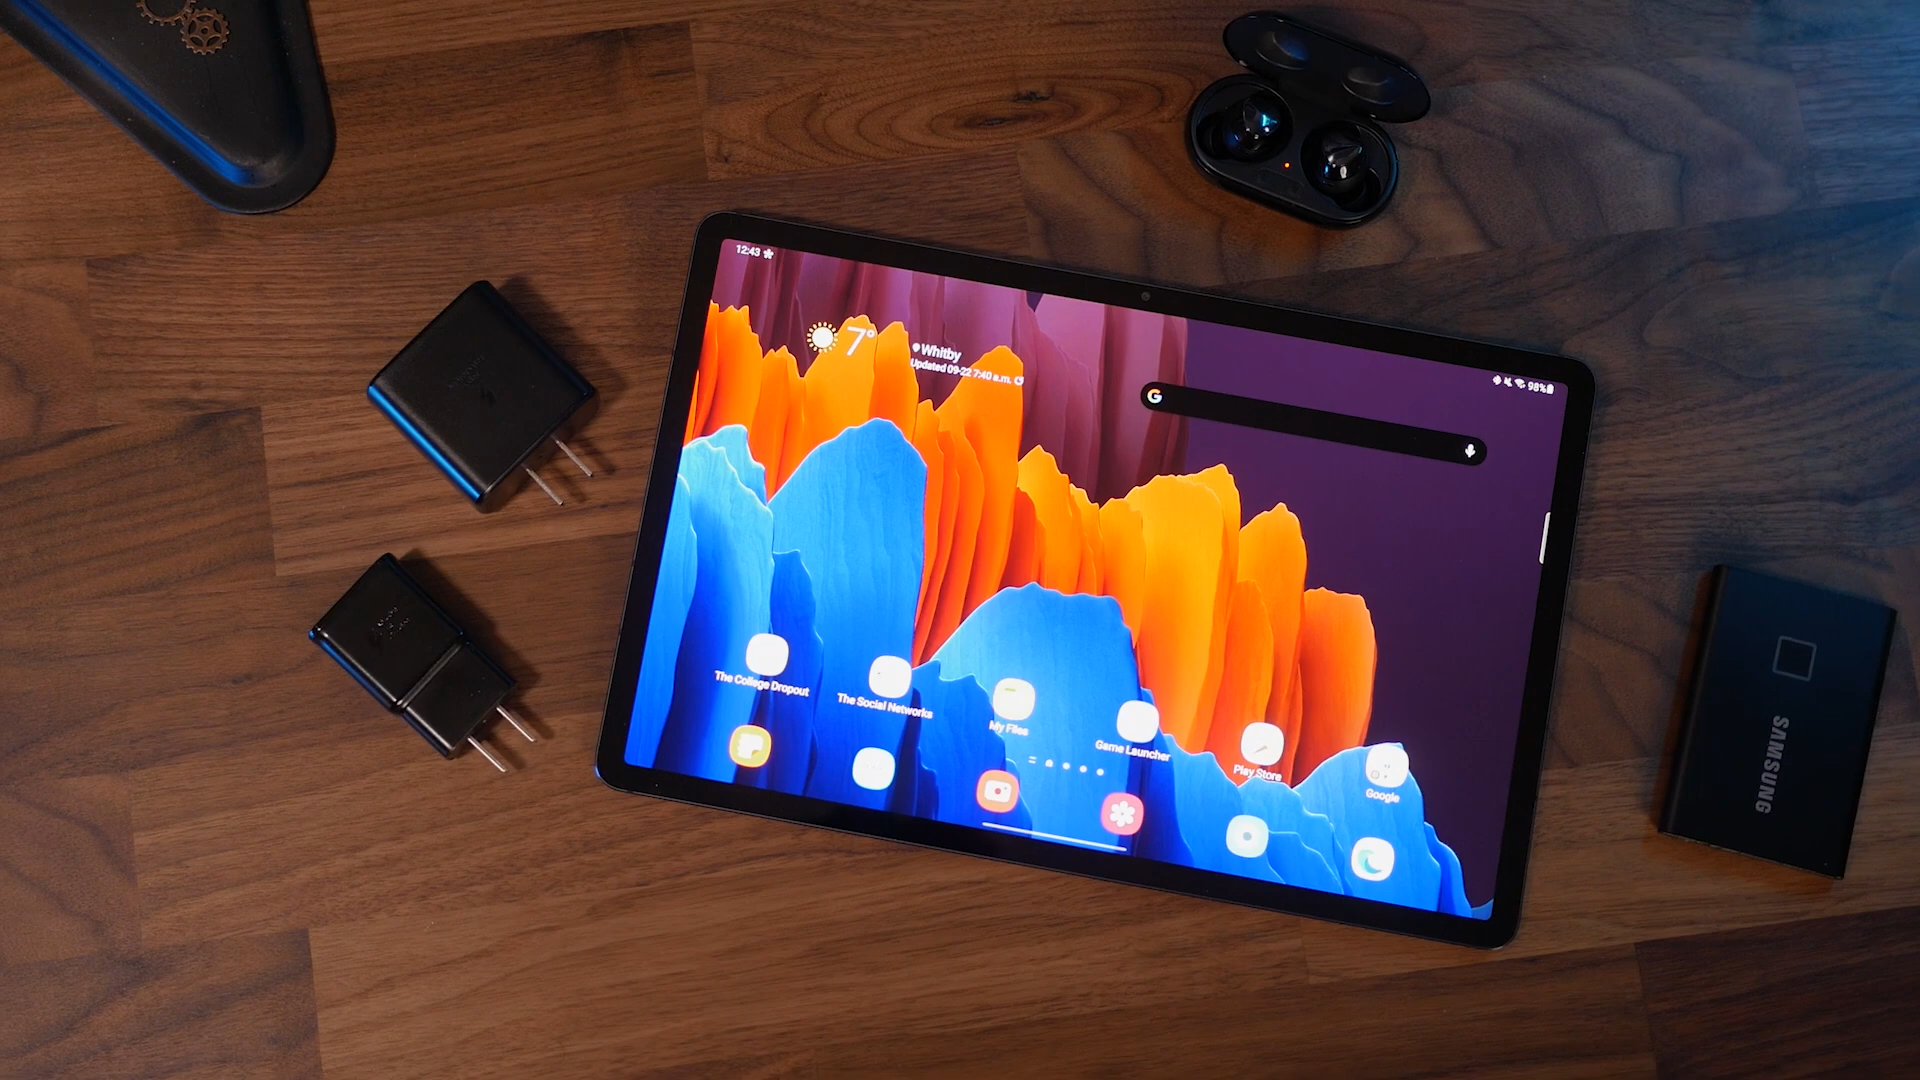 12:43
7°
Whitby
Updated 09-22 7:40 a.m.
98%
G
The College Dropout
The Social Networks
My Files
Game Launcher
Play Store
Google
SAMSUNG